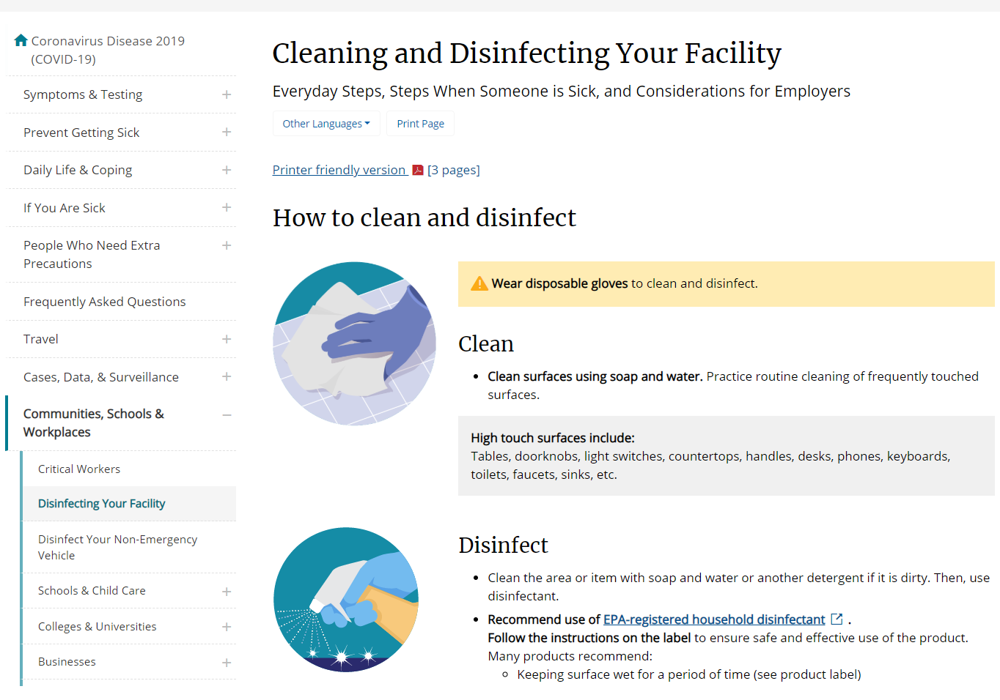 Coronavirus Disease 2019
(COVID-19)
Symptoms & Testing
Prevent Getting Sick
Daily Life & Coping
If You Are Sick
People Who Need Extra
Precautions
Frequently Asked Questions
Travel
Cases, Data, & Surveillance
Communities, Schools &
Workplaces
Critical Workers
Disinfecting Your Facility
Disinfect Your Non-Emergency
Vehicle
Schools & Child Care
Colleges & Universities
Businesses
Cleaning and Disinfecting Your Facility
Everyday Steps, Steps When Someone is Sick, and Considerations for Employers
Other Languages
Print Page
Printer friendly version [3 pages]
How to clean and disinfect
Wear disposable gloves to clean and disinfect.
Clean
• Clean surfaces using soap and water. Practice routine cleaning of frequently touched
surfaces.
High touch surfaces include:
Tables, doorknobs, light switches, countertops, handles, desks, phones, keyboards,
toilets, faucets, sinks, etc.
Disinfect
• Clean the area or item with soap and water or another detergent if it is dirty. Then, use
disinfectant.
• Recommend use of EPA-registered household disinfectant .
Follow the instructions on the label to ensure safe and effective use of the product.
Many products recommend:
◦ Keeping surface wet for a period of time (see product label)